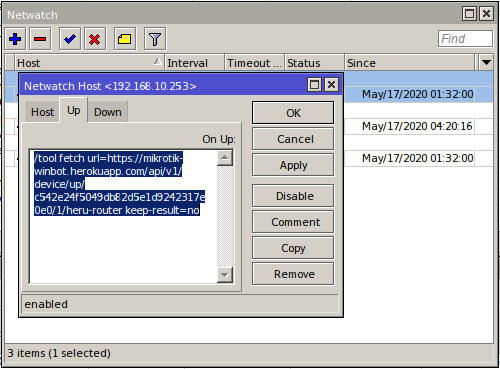 Netwatch
Find
Host Interval Timeout ... Status Since
May/17/2020 01:32:00
May/17/2020 04:20:16
May/17/2020 01:32:00
Netwatch Host <192.168.10.253>
Host Up Down
On Up:
/tool fetch url=https://mikrotik-
winbot.herokuapp.com/api/v1/
device/up/
c542e24f5049db82d5e1d9242317e
0e0/1/heru-router keep-result=no
OK
Cancel
Apply
Disable
Comment
Copy
Remove
enabled
3 items (1 selected)